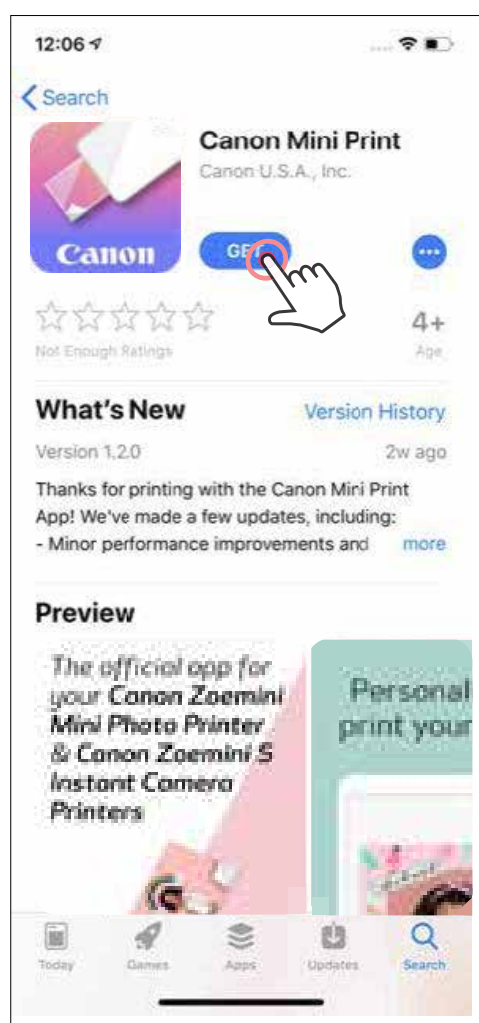 12:06
Search
Canon Mini Print
Canon U.S.A., Inc.
Canon
GET
4+
Not Enough Ratings
Age
What's New
Version History
Version 1.2.0
2w ago
Thanks for printing with the Canon Mini Print
App! We've made a few updates, including:
- Minor performance improvements and
more
Preview
The official app for
your Canon Zoemini
Mini Photo Printer
& Canon Zoemini S
Instant Camera
Printers
Personal
print your
Today
Games
Apps
Updates
Search